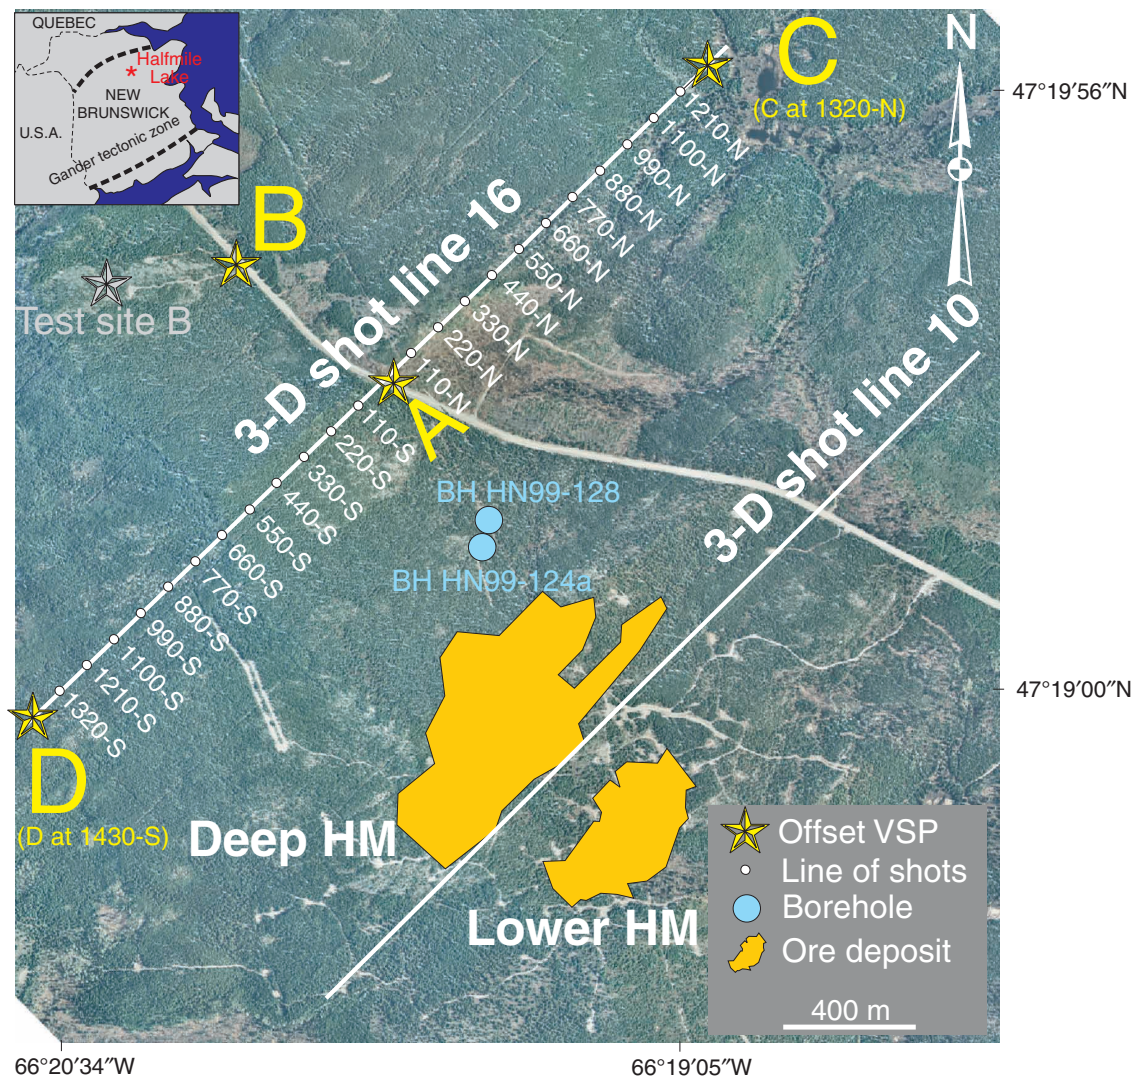 QUEBEC
Halfmile
Lake
*
NEW
BRUNSWICK
U.S.A.
Gander tectonic zone
C
(C at 1320-N)
N
47°19′56″N
B
Test site B
3-D shot line 16
1210-N
1100-N
990-N
880-N
770-N
660-N
550-N
440-N
330-N
220-N
110-N
A
110-S
220-S
330-S
440-S
550-S
660-S
770-S
880-S
990-S
1100-S
1210-S
1320-S
3-D shot line 10
BH HN99-128
BH HN99-124a
47°19′00″N
D
(D at 1430-S)
Deep HM
Lower HM
Offset VSP
Line of shots
Borehole
Ore deposit
400 m
66°20′34″W
66°19′05″W